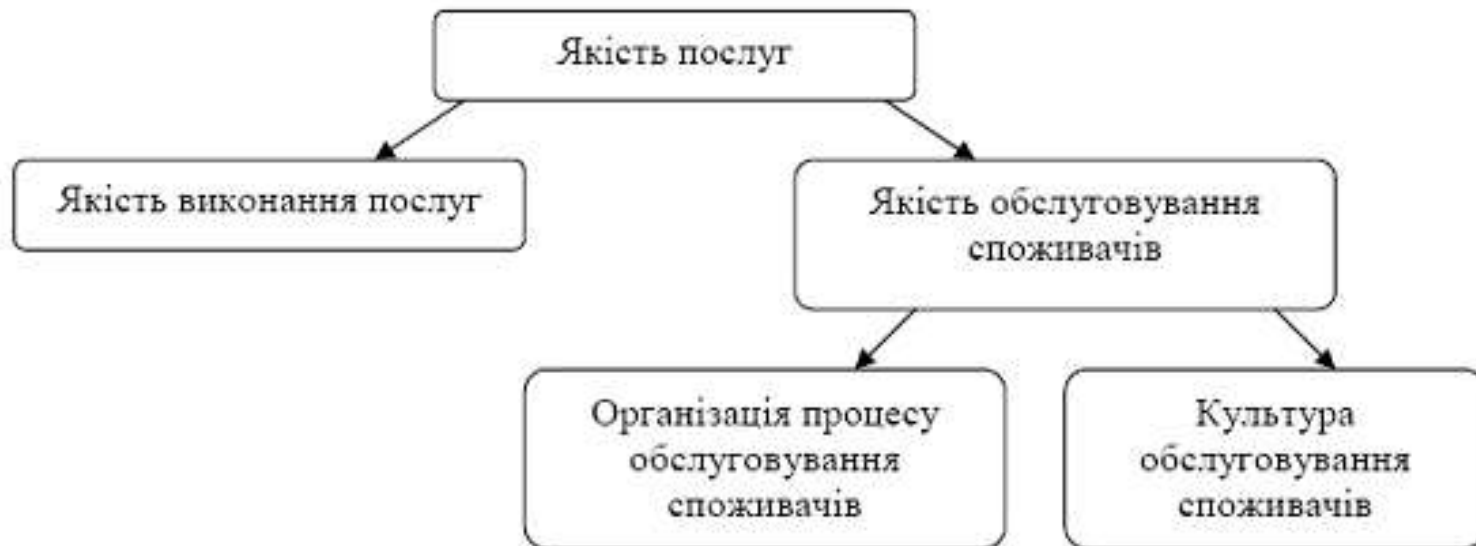 Якість послуг
Якість виконання послуг
Якість обслуговування
споживачів
Організація процесу
обслуговування
споживачів
Культура
обслуговування
споживачів